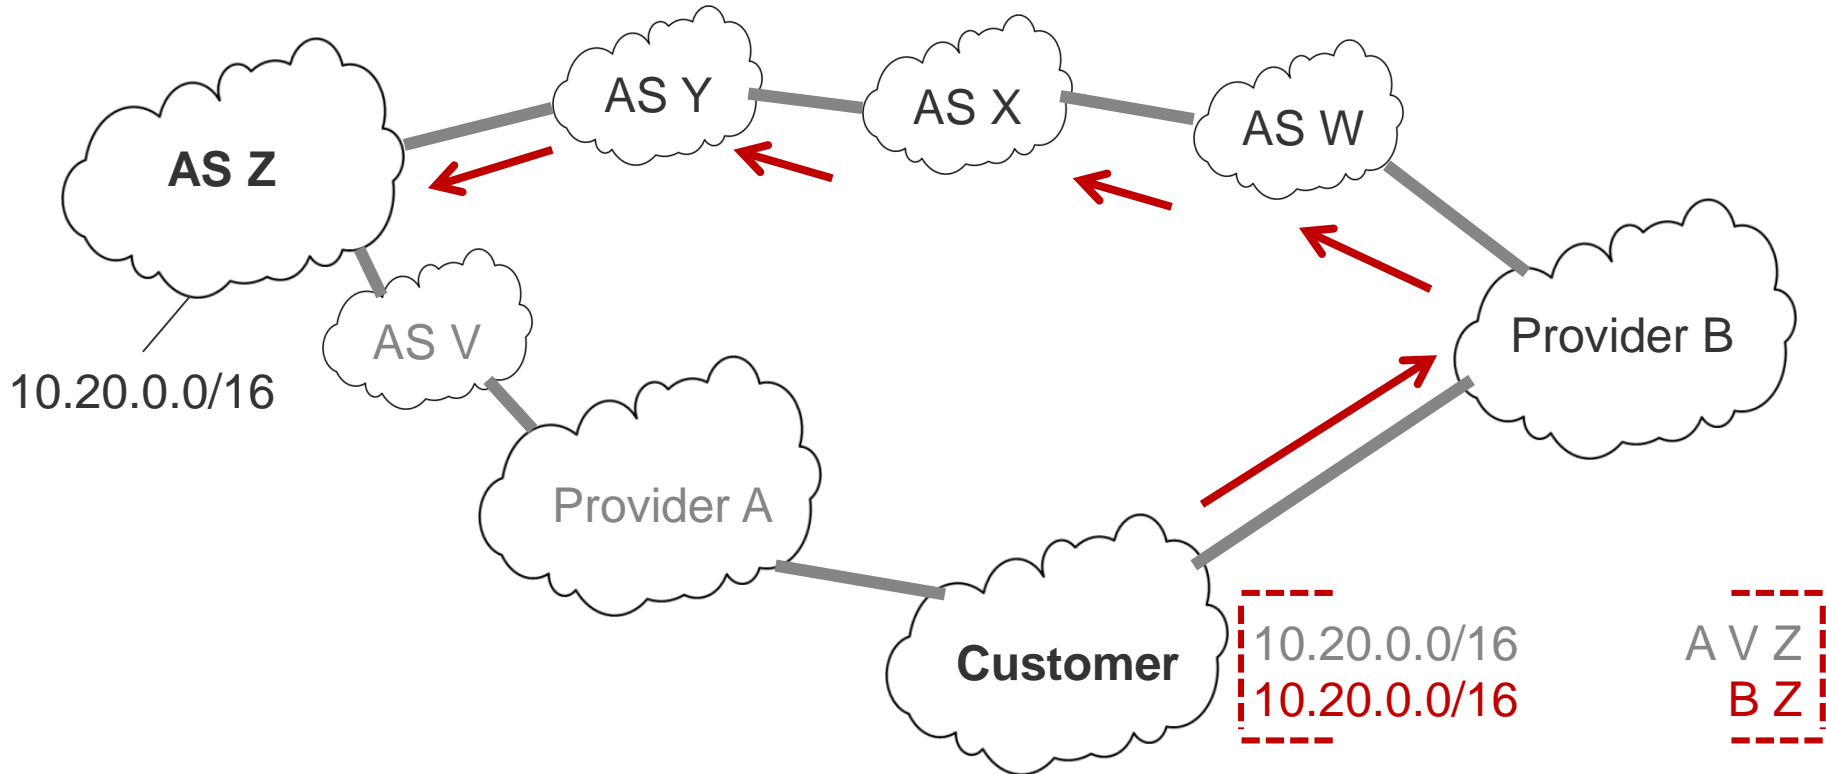 AS Y
AS X
AS W
AS Z
Provider B
AS V
10.20.0.0/16
Provider A
Customer
10.20.0.0/16 A V Z
10.20.0.0/16 B Z